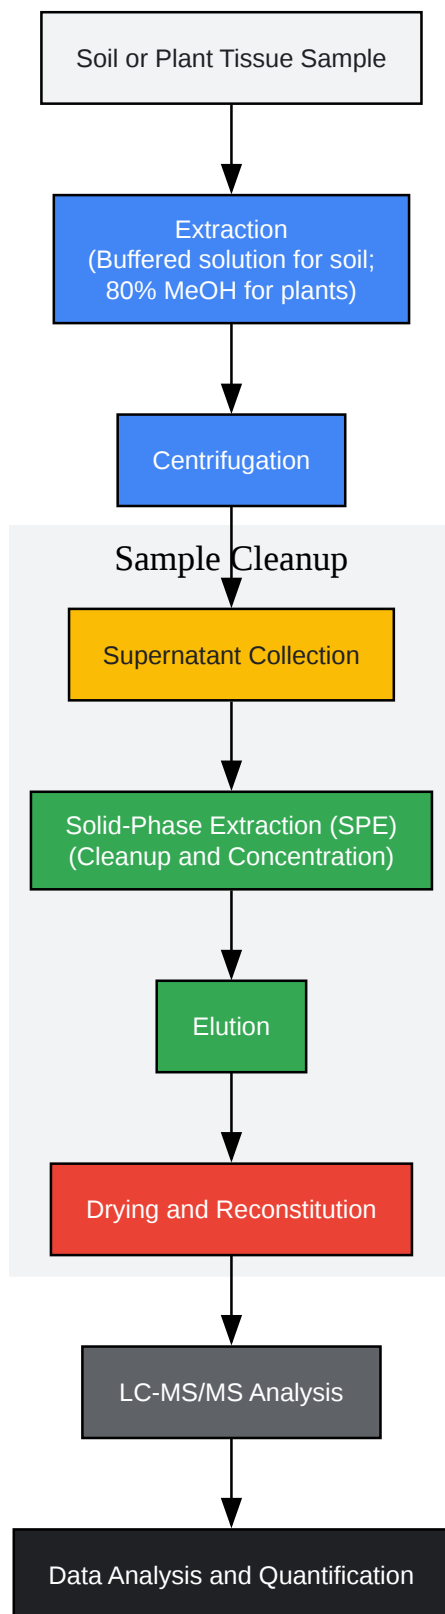 Soil or Plant Tissue Sample
Extraction
(Buffered solution for soil;
80% MeOH for plants)
Centrifugation
Sample Cleanup
Supernatant Collection
Solid-Phase Extraction (SPE)
(Cleanup and Concentration)
Elution
Drying and Reconstitution
LC-MS/MS Analysis
Data Analysis and Quantification